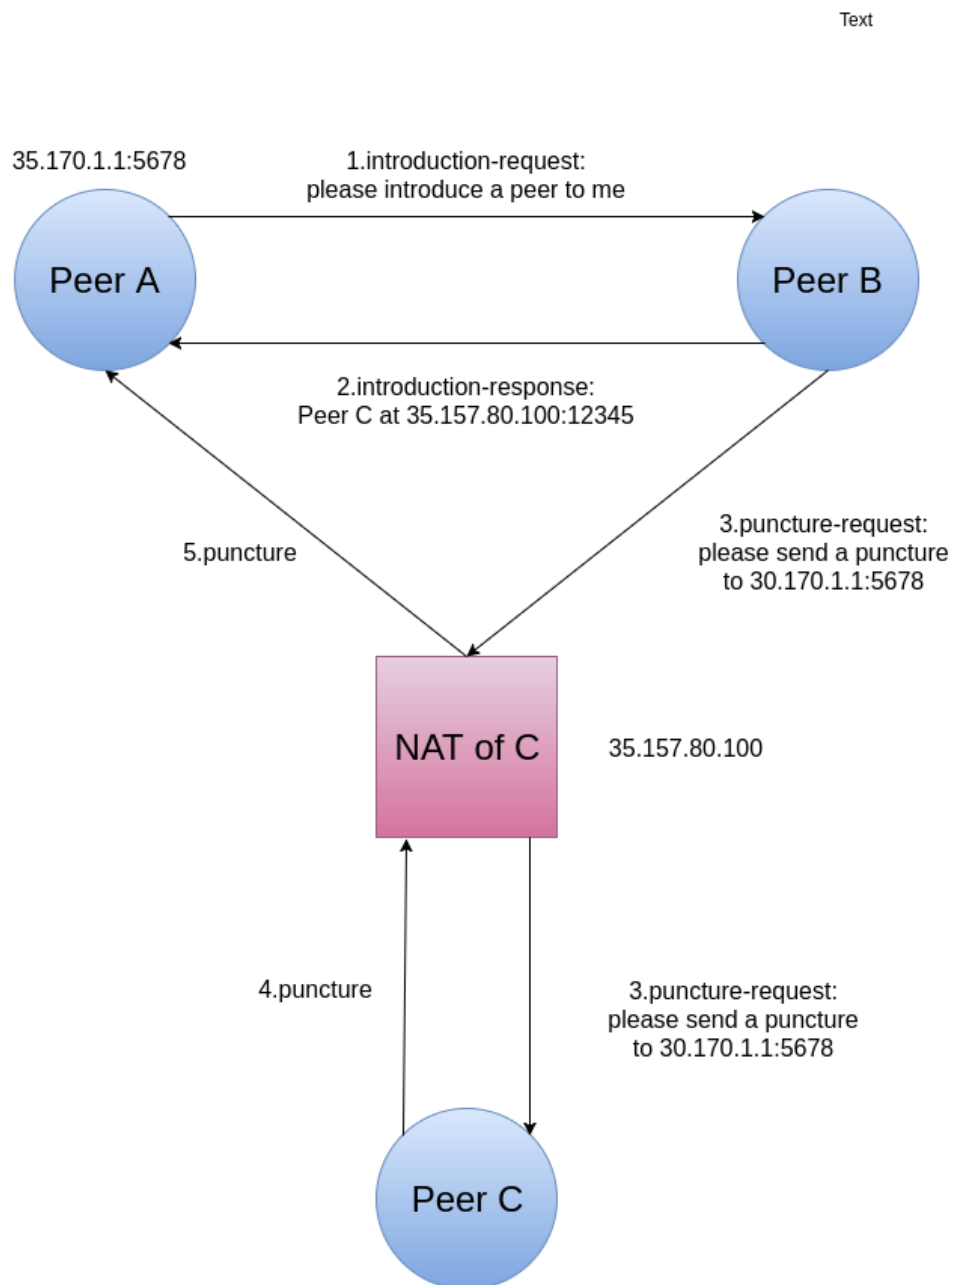 Text
35.170.1.1:5678
1.introduction-request:
please introduce a peer to me
Peer A
Peer B
2.introduction-response:
Peer C at 35.157.80.100:12345
5.puncture
3.puncture-request:
please send a puncture
to 30.170.1.1:5678
NAT of C
35.157.80.100
4.puncture
3.puncture-request:
please send a puncture
to 30.170.1.1:5678
Peer C